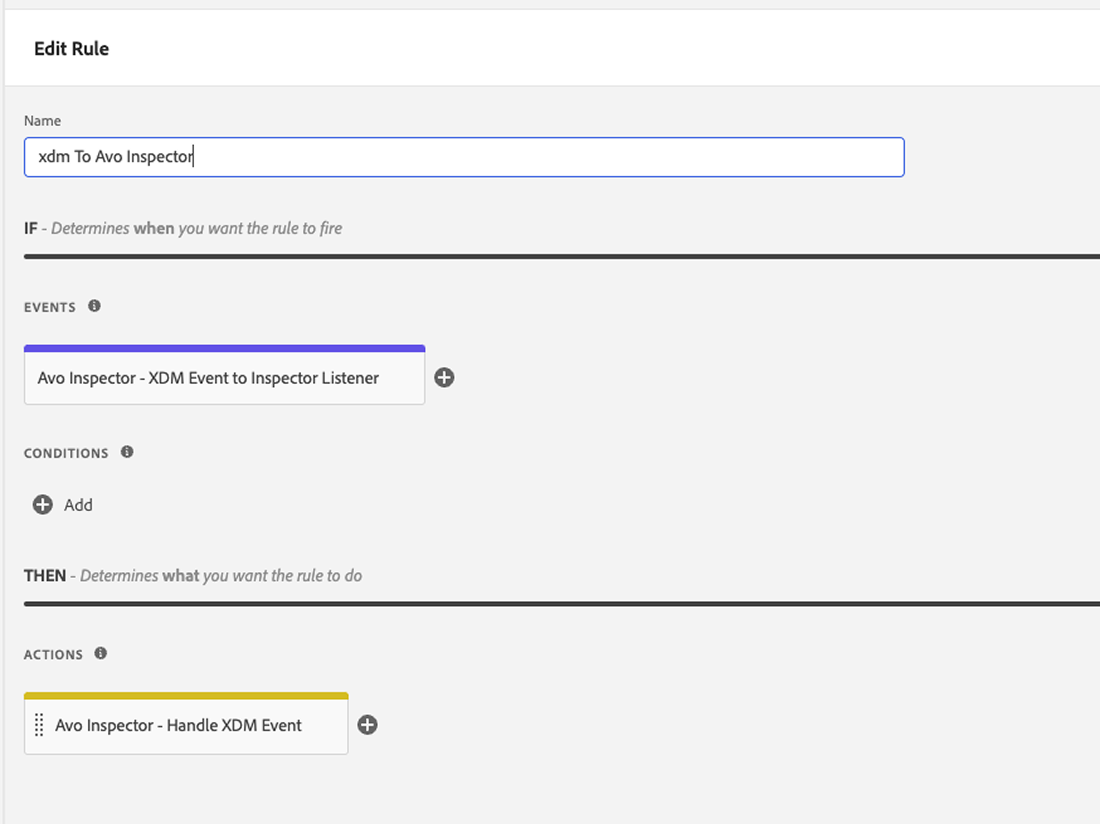 Edit Rule
Name
xdm To Avo Inspector
IF - Determines when you want the rule to fire
EVENTS
Avo Inspector - XDM Event to Inspector Listener
CONDITIONS
Add
THEN - Determines what you want the rule to do
ACTIONS
Avo Inspector - Handle XDM Event